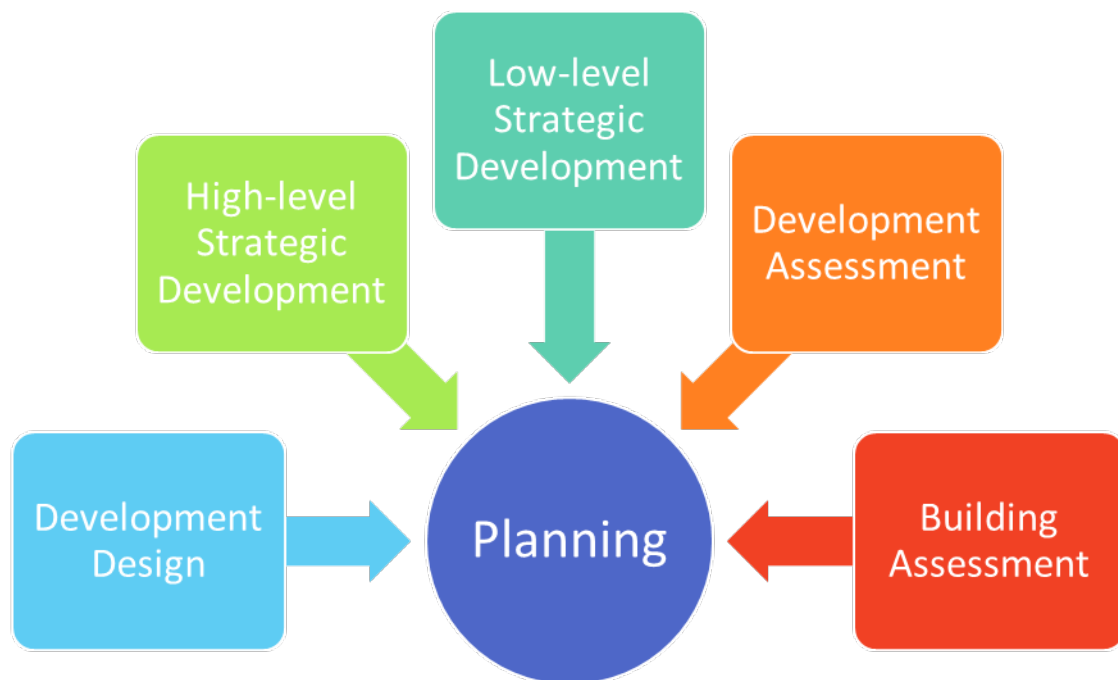 Low-level
Strategic
Development
High-level
Strategic
Development
Development
Assessment
Development
Design
Planning
Building
Assessment